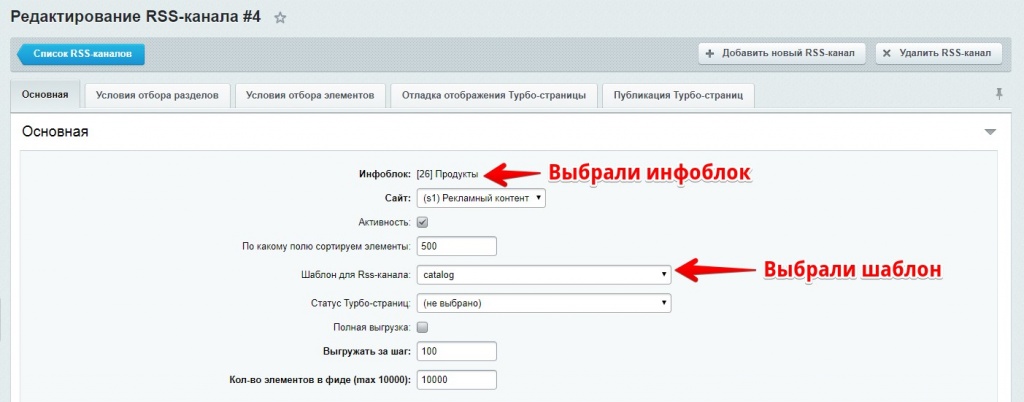 Редактирование RSS-канала #4
Список RSS-каналов
Добавить новый RSS-канал
Удалить RSS-канал
Основная
Условия отбора разделов
Условия отбора элементов
Отладка отображения Турбо-страницы
Публикация Турбо-страниц
Основная
Инфоблок: [26] Продукты
Выбрали инфоблок
Сайт: (s1) Рекламный контент
Активность:
По какому полю сортируем элементы: 500
Шаблон для Rss-канала: catalog
Выбрали шаблон
Статус Турбо-страниц: (не выбрано)
Полная выгрузка:
Выгружать за шаг: 100
Кол-во элементов в фиде (max 10000): 10000